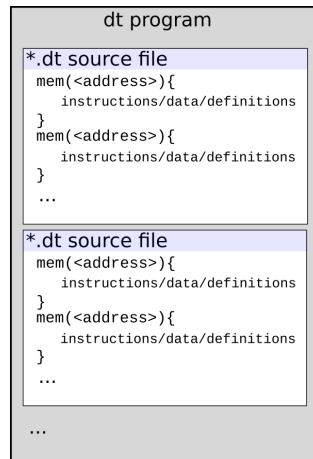 dt program
*.dt source file
mem(<address>){
instructions/data/definitions
}
mem(<address>){
instructions/data/definitions
}
...
*.dt source file
mem(<address>){
instructions/data/definitions
}
mem(<address>){
instructions/data/definitions
}
...
...